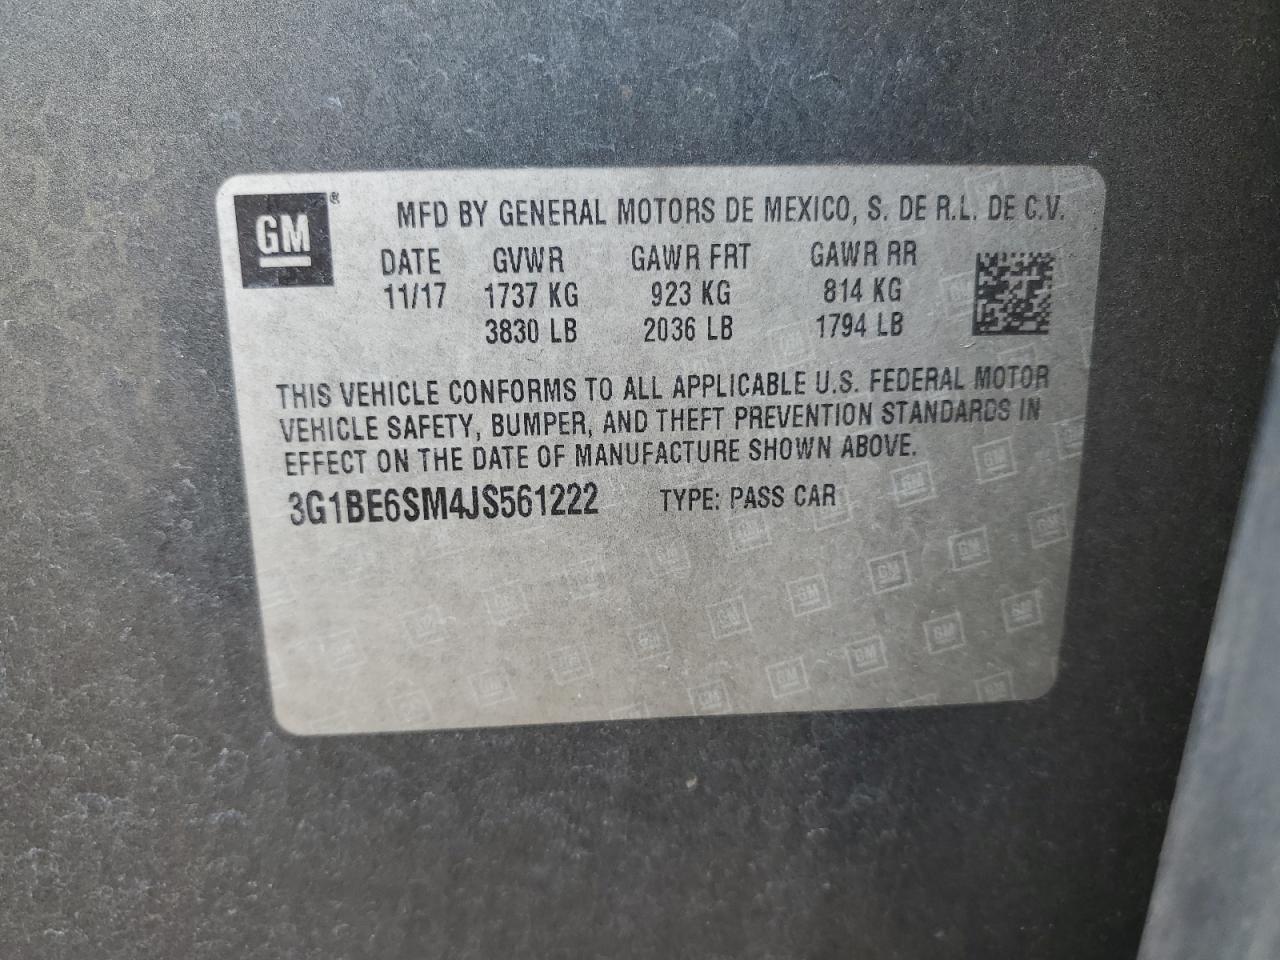 GM® MFD BY GENERAL MOTORS DE MEXICO, S. DE R.L. DE C.V.
DATE GVWR GAWR FRT GAWR RR
11/17 1737 KG 923 KG 814 KG
3830 LB 2036 LB 1794 LB
THIS VEHICLE CONFORMS TO ALL APPLICABLE U.S. FEDERAL MOTOR
VEHICLE SAFETY, BUMPER, AND THEFT PREVENTION STANDARDS IN
EFFECT ON THE DATE OF MANUFACTURE SHOWN ABOVE.
3G1BE6SM4JS561222 TYPE: PASS CAR